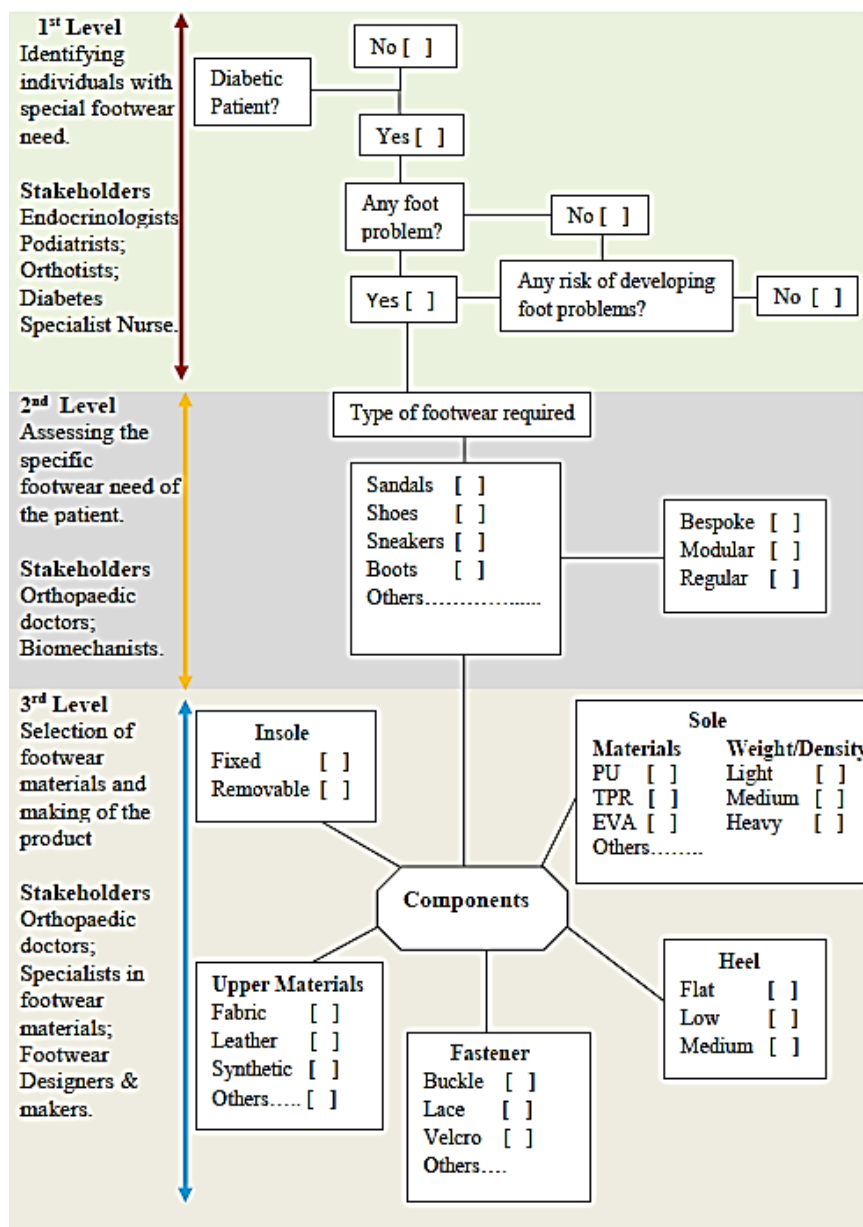 1st Level
Identifying
individuals with
special footwear
need.
Stakeholders
Endocrinologists
Podiatrists;
Orthotists;
Diabetes
Specialist Nurse.
Diabetic
Patient?
No [ ]
Yes [ ]
Any foot
problem?
No [ ]
Yes [ ]
Any risk of developing
foot problems?
No [ ]
2nd Level
Assessing the
specific
footwear need of
the patient.
Stakeholders
Orthopaedic
doctors;
Biomechanists.
Type of footwear required
Sandals [ ]
Shoes [ ]
Sneakers [ ]
Boots [ ]
Others……………......
Bespoke [ ]
Modular [ ]
Regular [ ]
3rd Level
Selection of
footwear
materials and
making of the
product
Stakeholders
Orthopaedic
doctors;
Specialists in
footwear
materials;
Footwear
Designers &
makers.
Insole
Fixed [ ]
Removable [ ]
Sole
Materials Weight/Density
PU [ ] Light [ ]
TPR [ ] Medium [ ]
EVA [ ] Heavy [ ]
Others……..
Components
Upper Materials
Fabric [ ]
Leather [ ]
Synthetic [ ]
Others….. [ ]
Fastener
Buckle [ ]
Lace [ ]
Velcro [ ]
Others….
Heel
Flat [ ]
Low [ ]
Medium [ ]